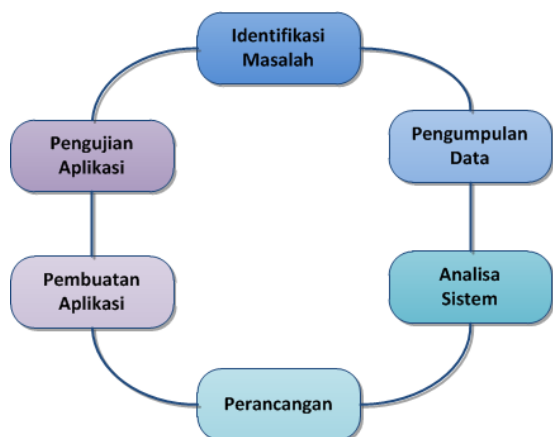 Identifikasi
Masalah
Pengumpulan
Data
Analisa
Sistem
Perancangan
Pembuatan
Aplikasi
Pengujian
Aplikasi